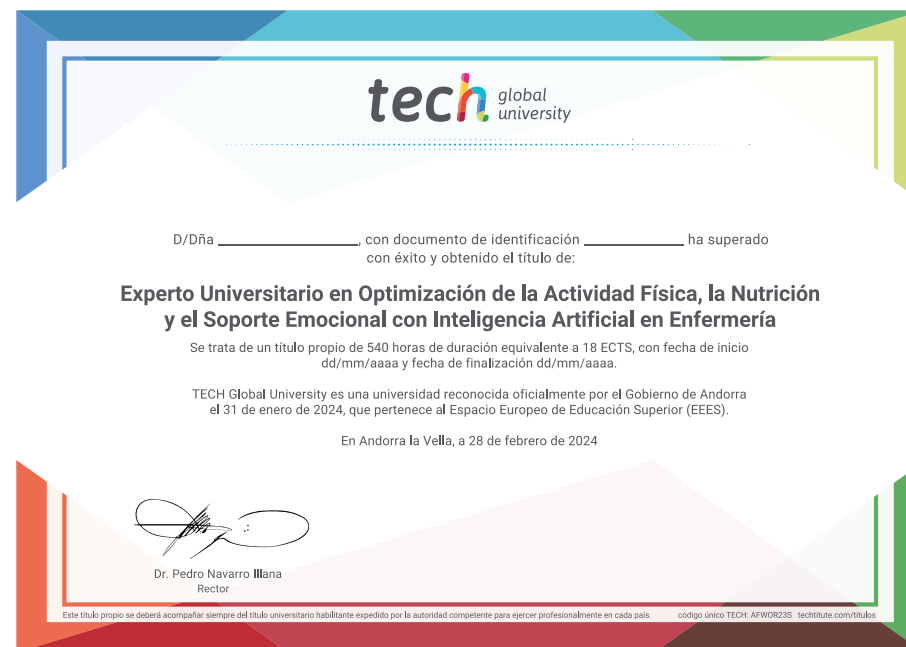 tech global university
D/Dña ____________________, con documento de identificación ______________ ha superado
con éxito y obtenido el título de:
Experto Universitario en Optimización de la Actividad Física, la Nutrición
y el Soporte Emocional con Inteligencia Artificial en Enfermería
Se trata de un título propio de 540 horas de duración equivalente a 18 ECTS, con fecha de inicio
dd/mm/aaaa y fecha de finalización dd/mm/aaaa.
TECH Global University es una universidad reconocida oficialmente por el Gobierno de Andorra
el 31 de enero de 2024, que pertenece al Espacio Europeo de Educación Superior (EEES).
En Andorra la Vella, a 28 de febrero de 2024
Dr. Pedro Navarro Illana
Rector
Este título propio se deberá acompañar siempre del título universitario habilitante expedido por la autoridad competente para ejercer profesionalmente en cada país. código único TECH: AFWOR23S techtitute.com/titulos